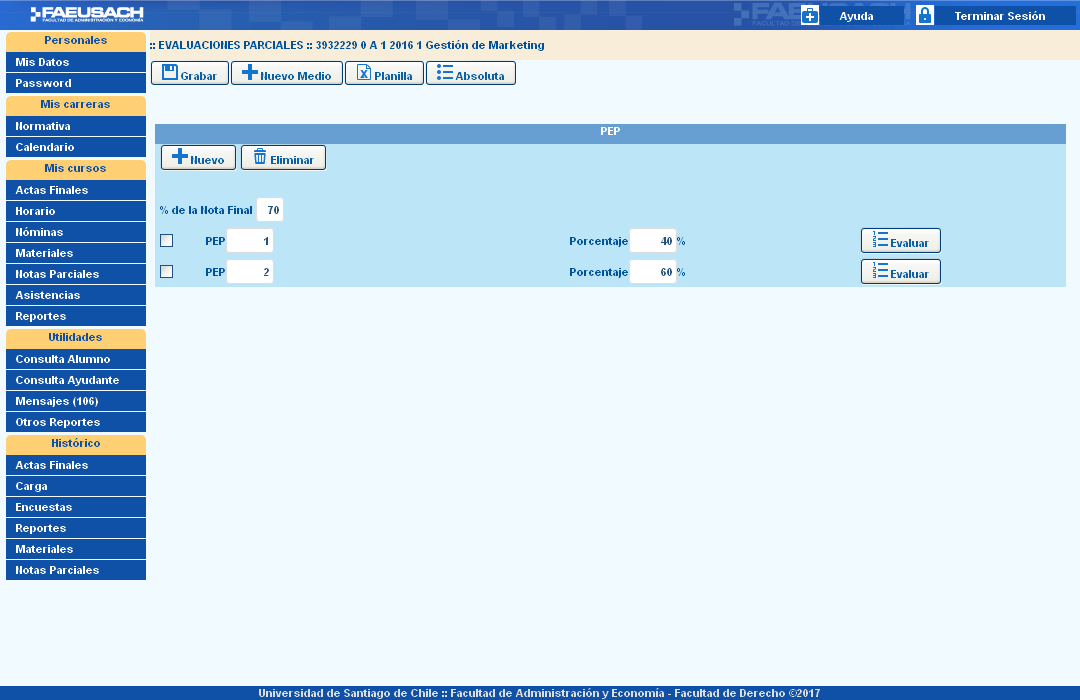 FAEUSACH
FACULTAD DE ADMINISTRACIÓN Y ECONOMÍA
Ayuda
Terminar Sesión
Personales
Mis Datos
Password
Mis carreras
Normativa
Calendario
Mis cursos
Actas Finales
Horario
Nóminas
Materiales
Notas Parciales
Asistencias
Reportes
Utilidades
Consulta Alumno
Consulta Ayudante
Mensajes (106)
Otros Reportes
Histórico
Actas Finales
Carga
Encuestas
Reportes
Materiales
Notas Parciales
:: EVALUACIONES PARCIALES :: 3932229 0 A 1 2016 1 Gestión de Marketing
Grabar Nuevo Medio Planilla Absoluta
PEP
Nuevo Eliminar
% de la Nota Final 70
PEP 1 Porcentaje 40 % Evaluar
PEP 2 Porcentaje 60 % Evaluar
Universidad de Santiago de Chile :: Facultad de Administración y Economía - Facultad de Derecho ©2017